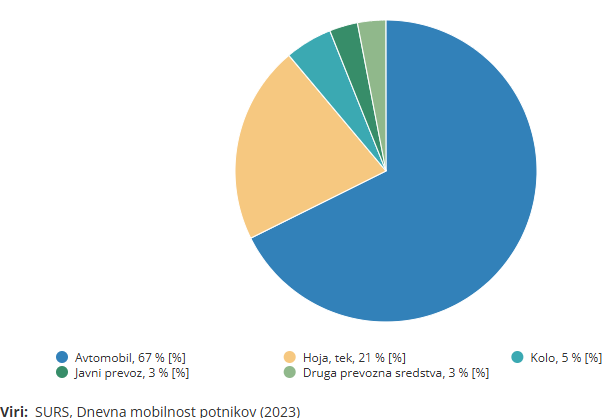 Avtomobil, 67 % [%] Hoja, tek, 21 % [%] Kolo, 5 % [%]
Javni prevoz, 3 % [%] Druga prevozna sredstva, 3 % [%]
Viri: SURS, Dnevna mobilnost potnikov (2023)